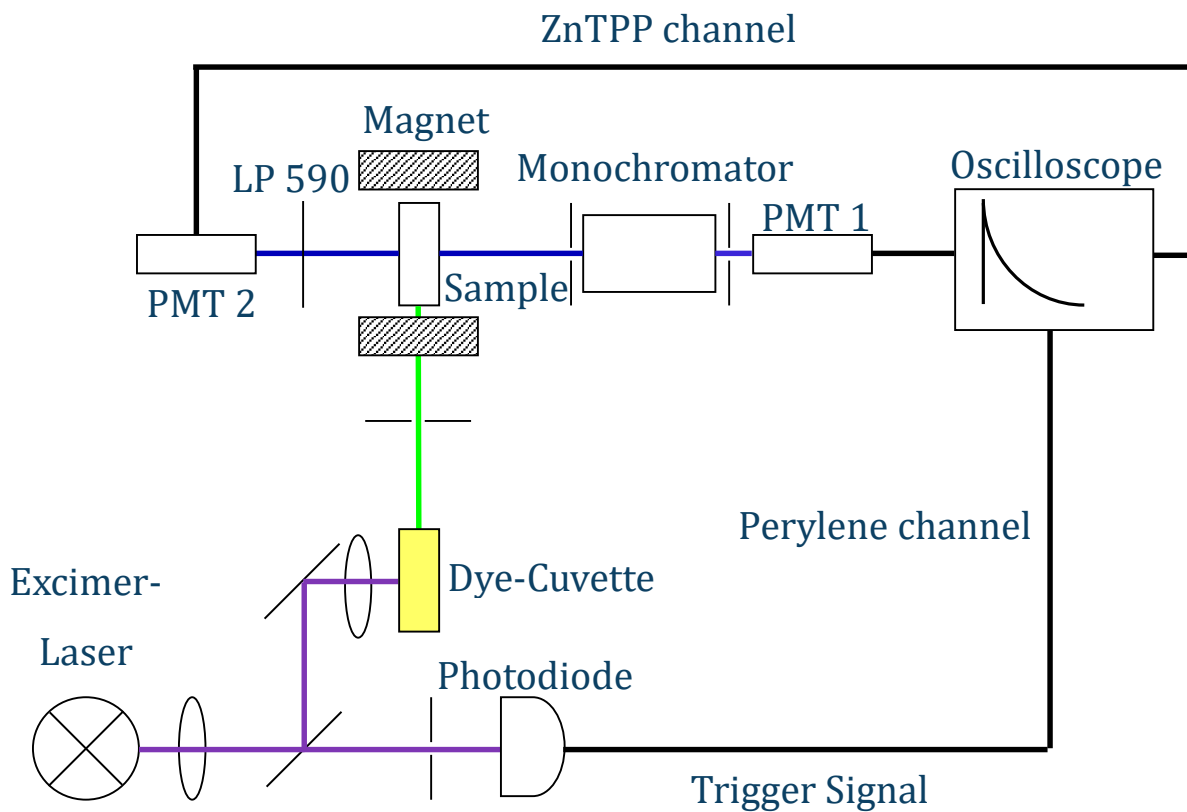 ZnTPP channel
Magnet
LP 590
Monochromator
Oscilloscope
PMT 1
PMT 2
Sample
Perylene channel
Excimer-
Laser
Dye-Cuvette
Photodiode
Trigger Signal